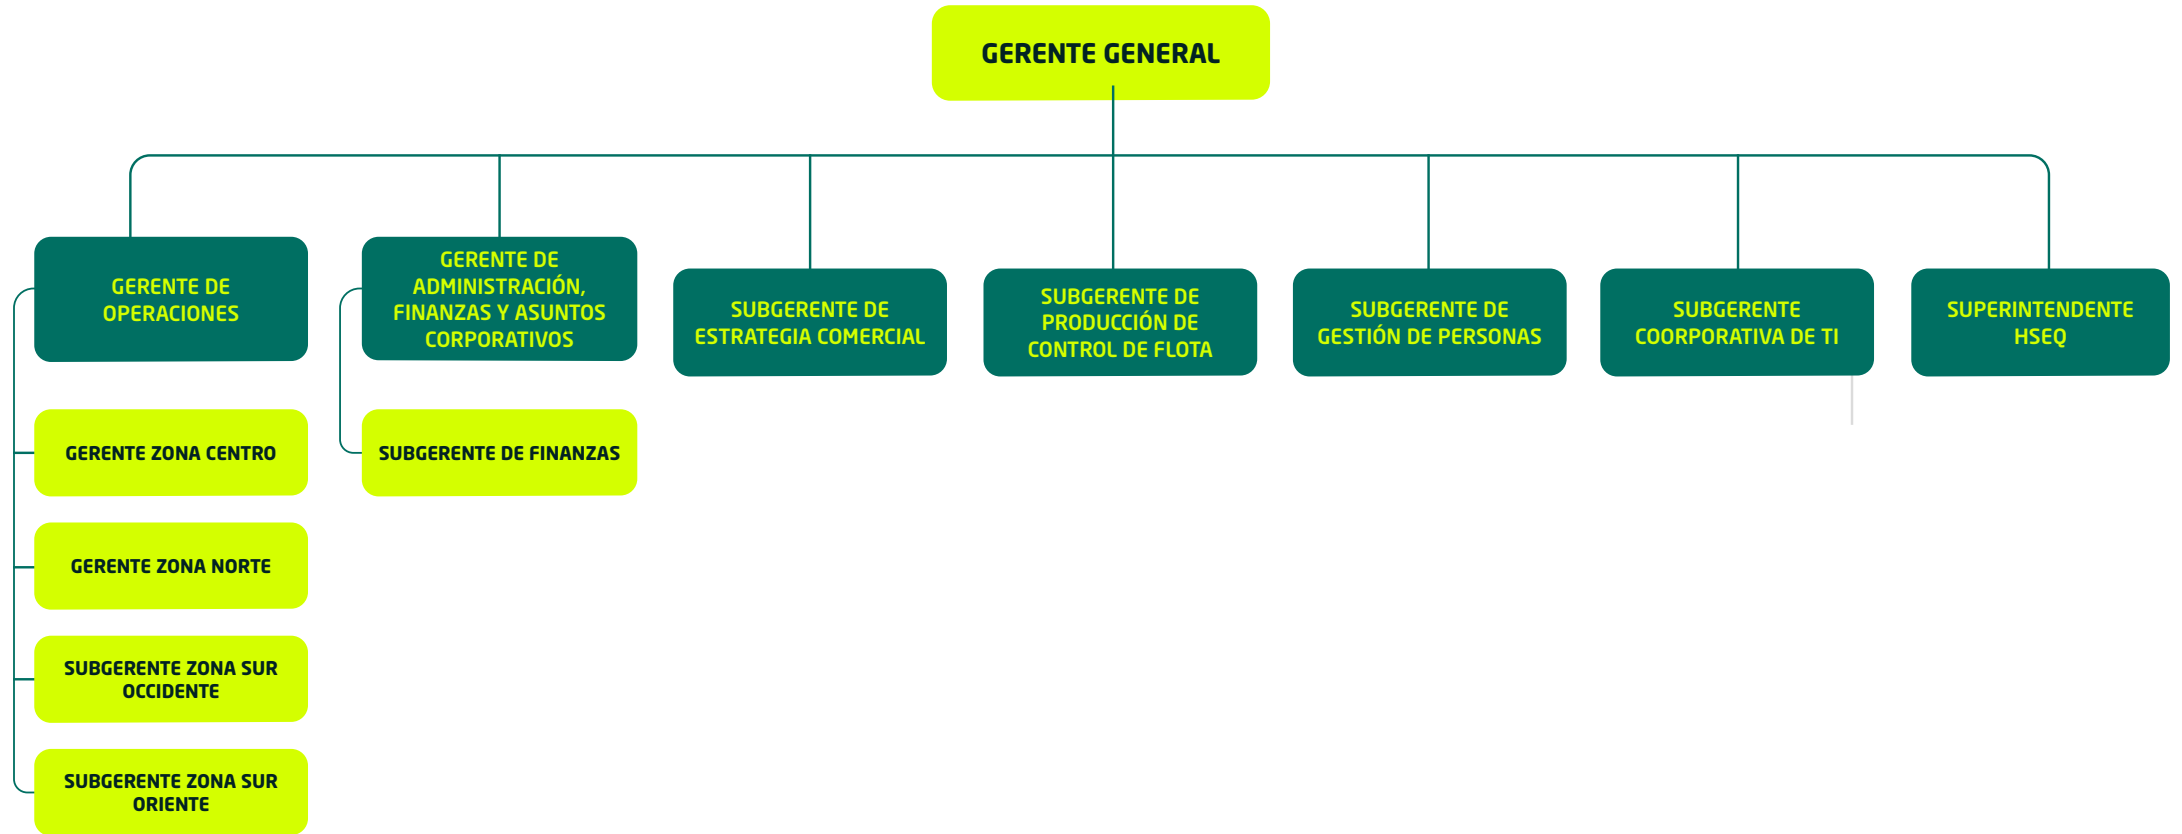 GERENTE GENERAL
GERENTE DE
OPERACIONES
GERENTE DE
ADMINISTRACIÓN,
FINANZAS Y ASUNTOS
CORPORATIVOS
SUBGERENTE DE
ESTRATEGIA COMERCIAL
SUBGERENTE DE
PRODUCCIÓN DE
CONTROL DE FLOTA
SUBGERENTE DE
GESTIÓN DE PERSONAS
SUBGERENTE
COORPORATIVA DE TI
SUPERINTENDENTE
HSEQ
GERENTE ZONA CENTRO
SUBGERENTE DE FINANZAS
GERENTE ZONA NORTE
SUBGERENTE ZONA SUR
OCCIDENTE
SUBGERENTE ZONA SUR
ORIENTE